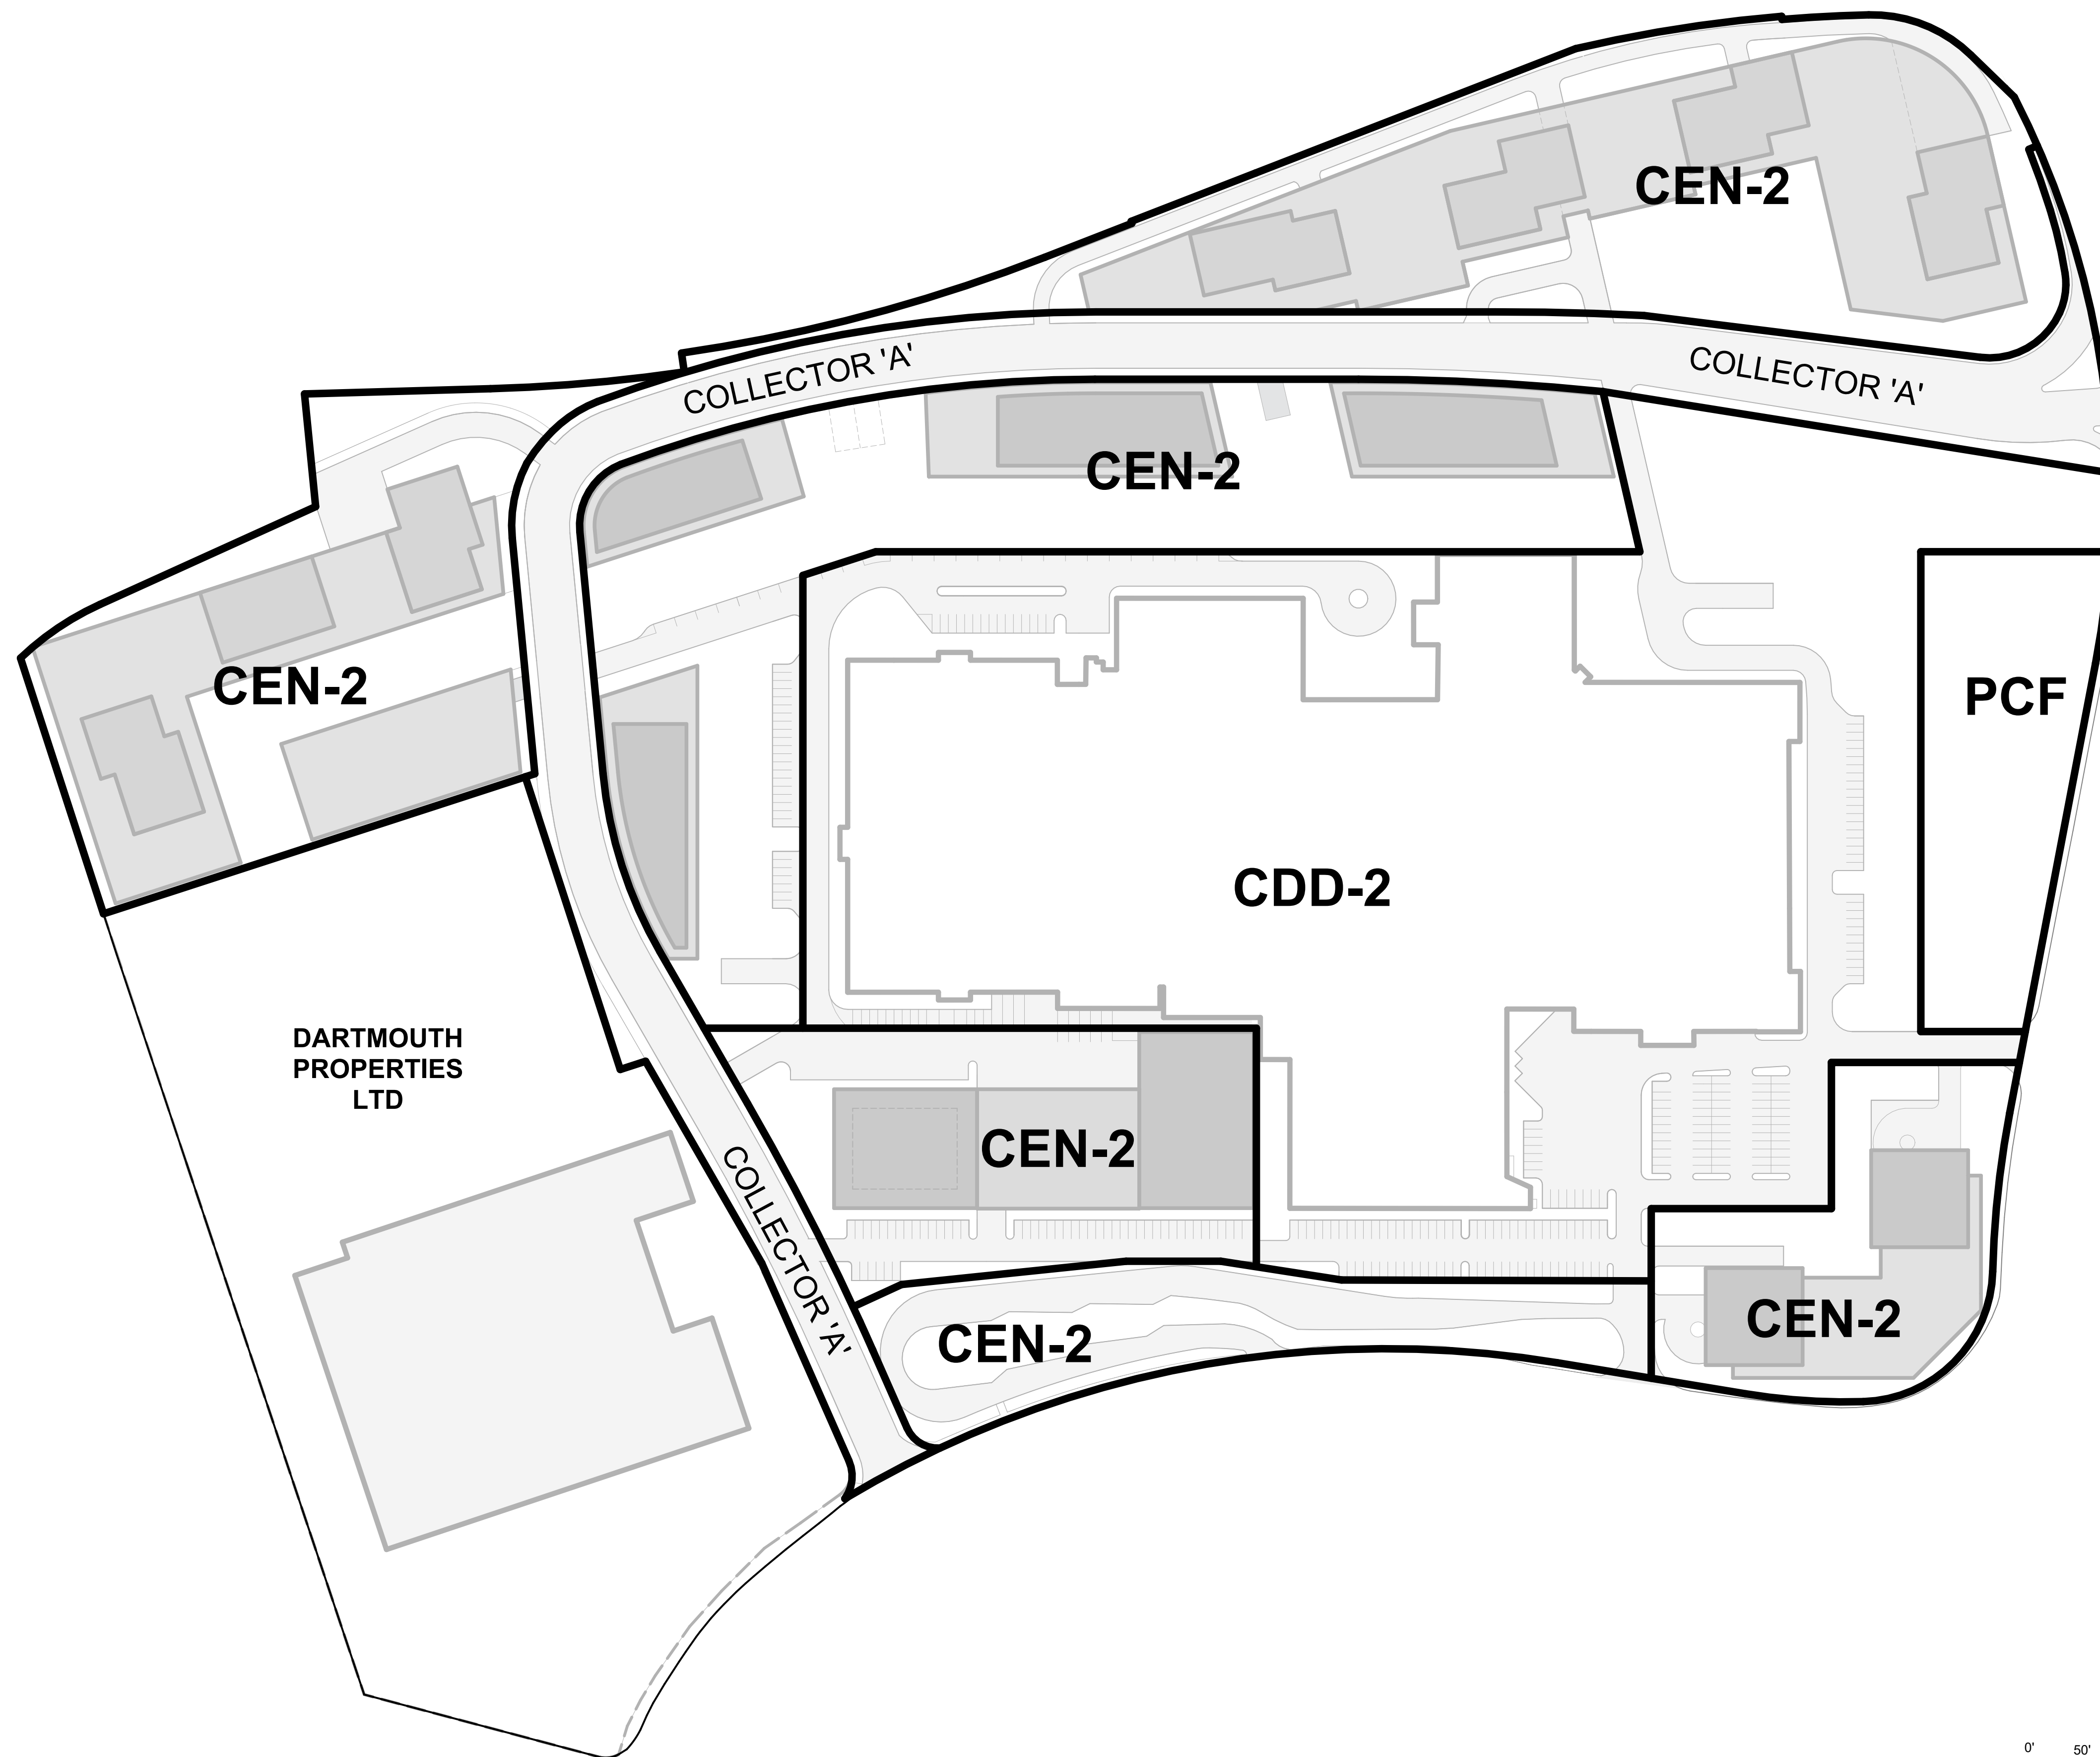 CEN-2
COLLECTOR 'A'
COLLECTOR 'A'
CEN-2
CEN-2
PCF
CDD-2
DARTMOUTH
PROPERTIES
LTD
CEN-2
COLLECTOR 'A'
CEN-2
CEN-2
0' 50'